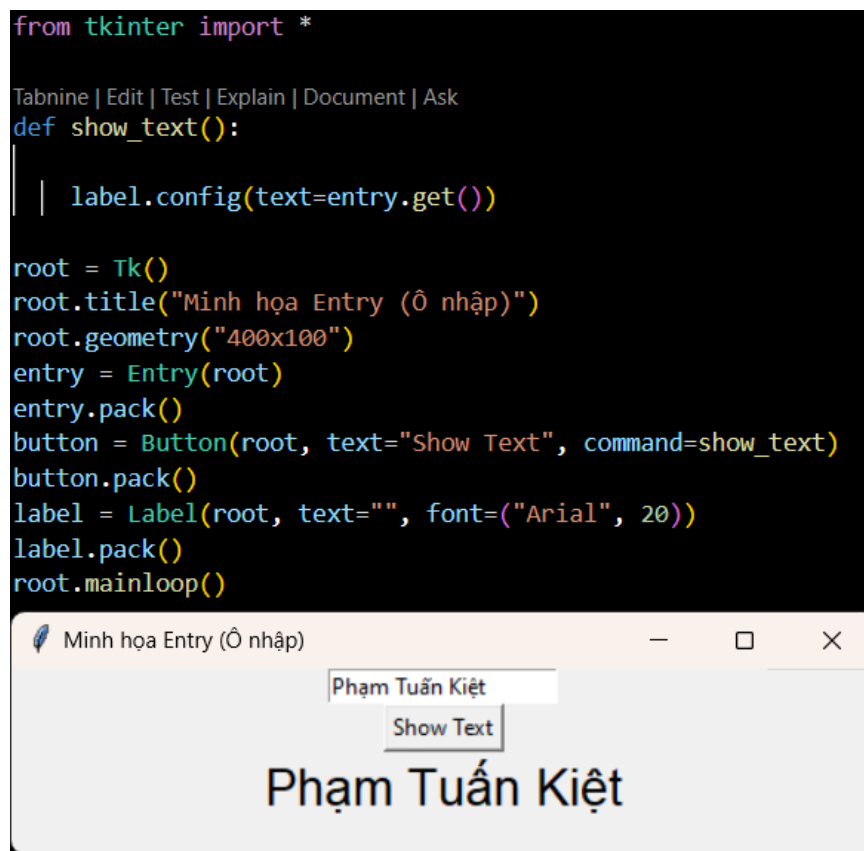 from tkinter import *
Tabnine | Edit | Test | Explain | Document | Ask
def show_text():
    label.config(text=entry.get())
root = Tk()
root.title("Minh họa Entry (Ô nhập)")
root.geometry("400x100")
entry = Entry(root)
entry.pack()
button = Button(root, text="Show Text", command=show_text)
button.pack()
label = Label(root, text="", font=("Arial", 20))
label.pack()
root.mainloop()
Minh họa Entry (Ô nhập)
Phạm Tuấn Kiệt
Show Text
Phạm Tuấn Kiệt